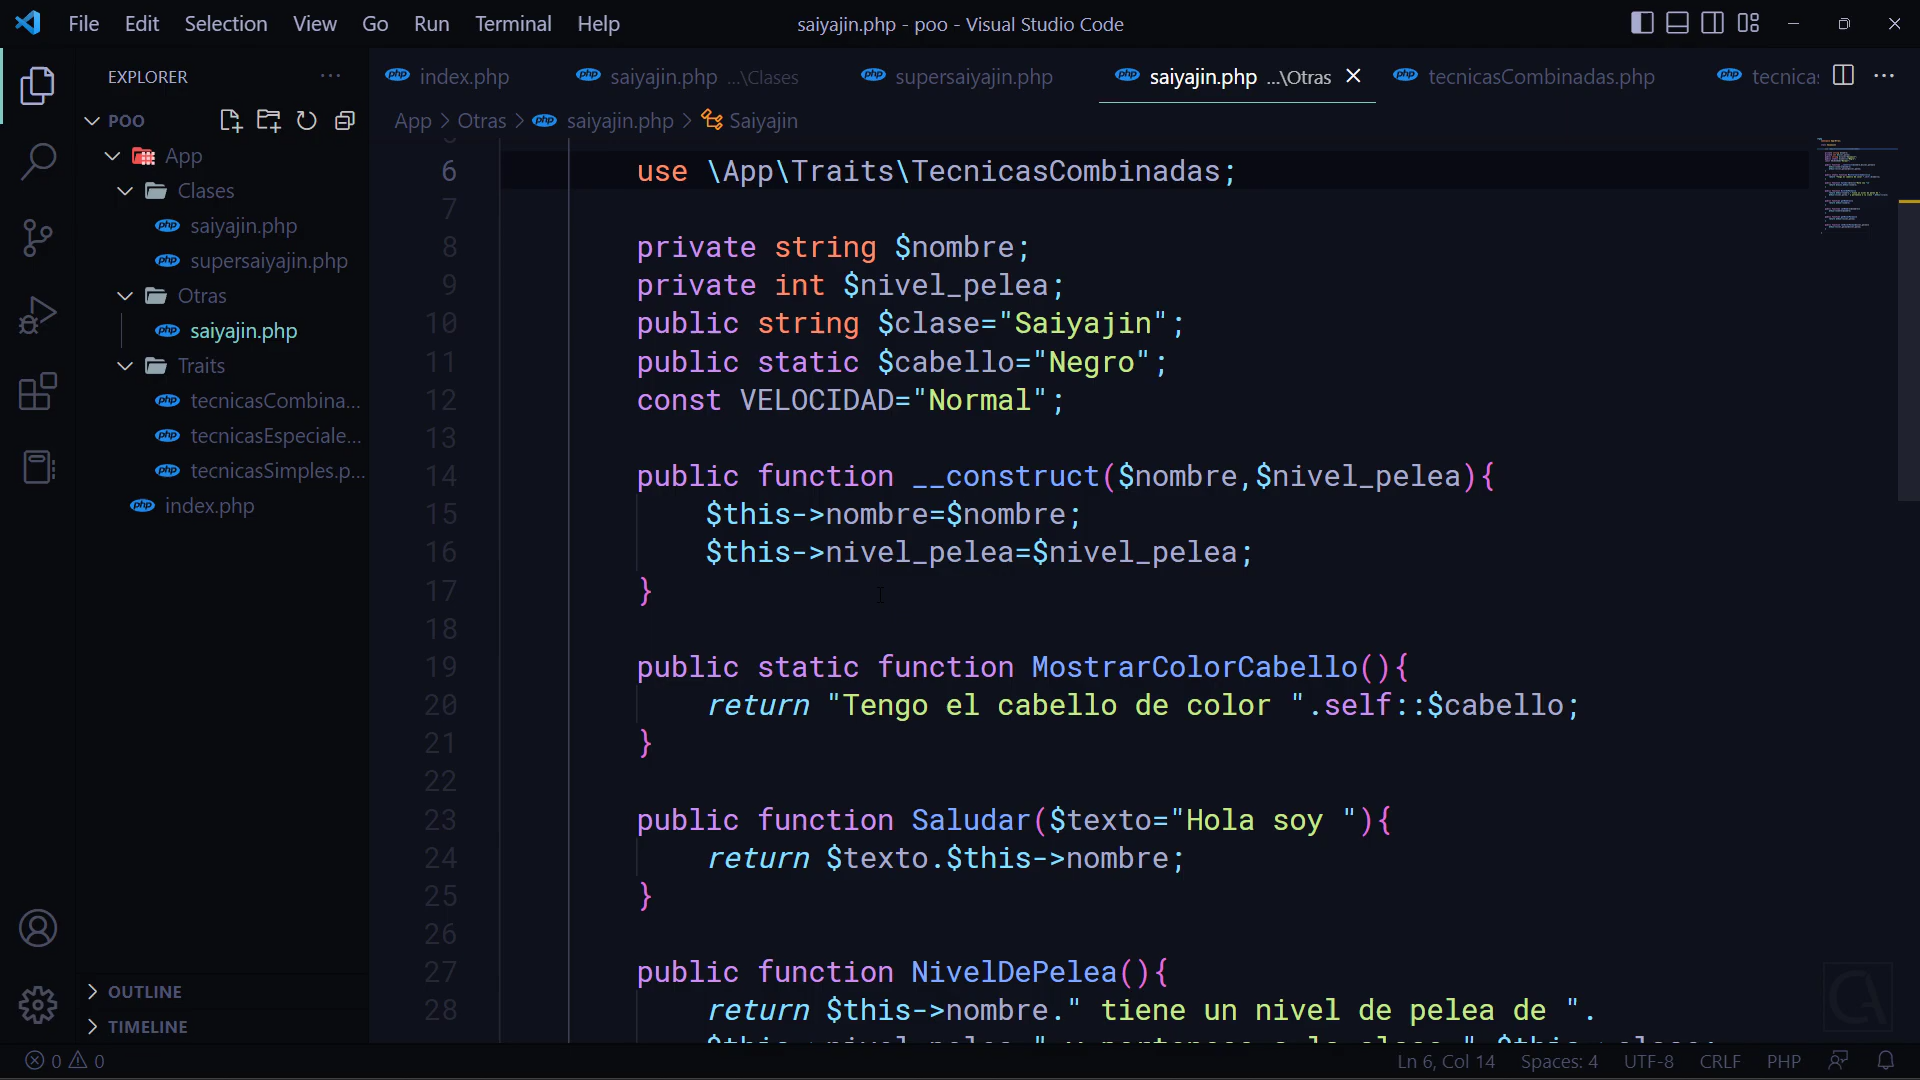 File Edit Selection View Go Run Terminal Help
saiyajin.php - poo - Visual Studio Code
EXPLORER
POO
App
Clases
saiyajin.php
supersaiyajin.php
Otras
saiyajin.php
Traits
tecnicasCombina...
tecnicasEspeciale...
tecnicasSimples.p...
index.php
OUTLINE
TIMELINE
index.php
saiyajin.php ...\Clases
supersaiyajin.php
saiyajin.php ...\Otras
tecnicasCombinadas.php
App > Otras > saiyajin.php > Saiyajin
6 use \App\Traits\TecnicasCombinadas;
7
8 private string $nombre;
9 private int $nivel_pelea;
10 public string $clase="Saiyajin";
11 public static $cabello="Negro";
12 const VELOCIDAD="Normal";
13
14 public function __construct($nombre,$nivel_pelea){
15 $this->nombre=$nombre;
16 $this->nivel_pelea=$nivel_pelea;
17 }
18
19 public static function MostrarColorCabello(){
20 return "Tengo el cabello de color ".self::$cabello;
21 }
22
23 public function Saludar($texto="Hola soy "){
24 return $texto.$this->nombre;
25 }
26
27 public function NivelDePelea(){
28 return $this->nombre." tiene un nivel de pelea de ".
0 0
Ln 6, Col 14 Spaces: 4 UTF-8 CRLF PHP